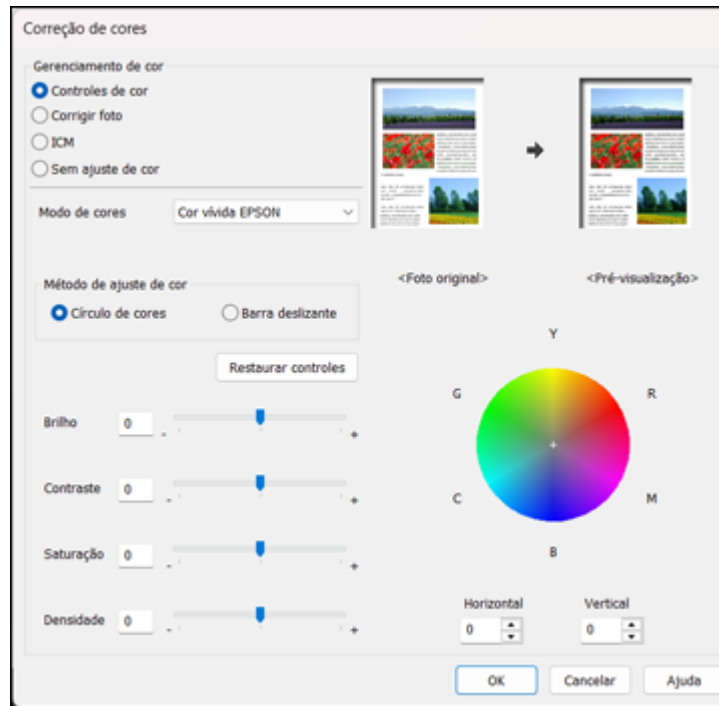 Correção de cores
Gerenciamento de cor
Controles de cor
Corrigir foto
ICM
Sem ajuste de cor
Modo de cores
Cor vívida EPSON
<Foto original>
<Pré-visualização>
Método de ajuste de cor
Círculo de cores
Barra deslizante
Restaurar controles
Brilho 0 - +
Contraste 0 - +
Saturação 0 - +
Densidade 0 - +
Y
G R
C M
B
Horizontal Vertical
0 0
OK Cancelar Ajuda